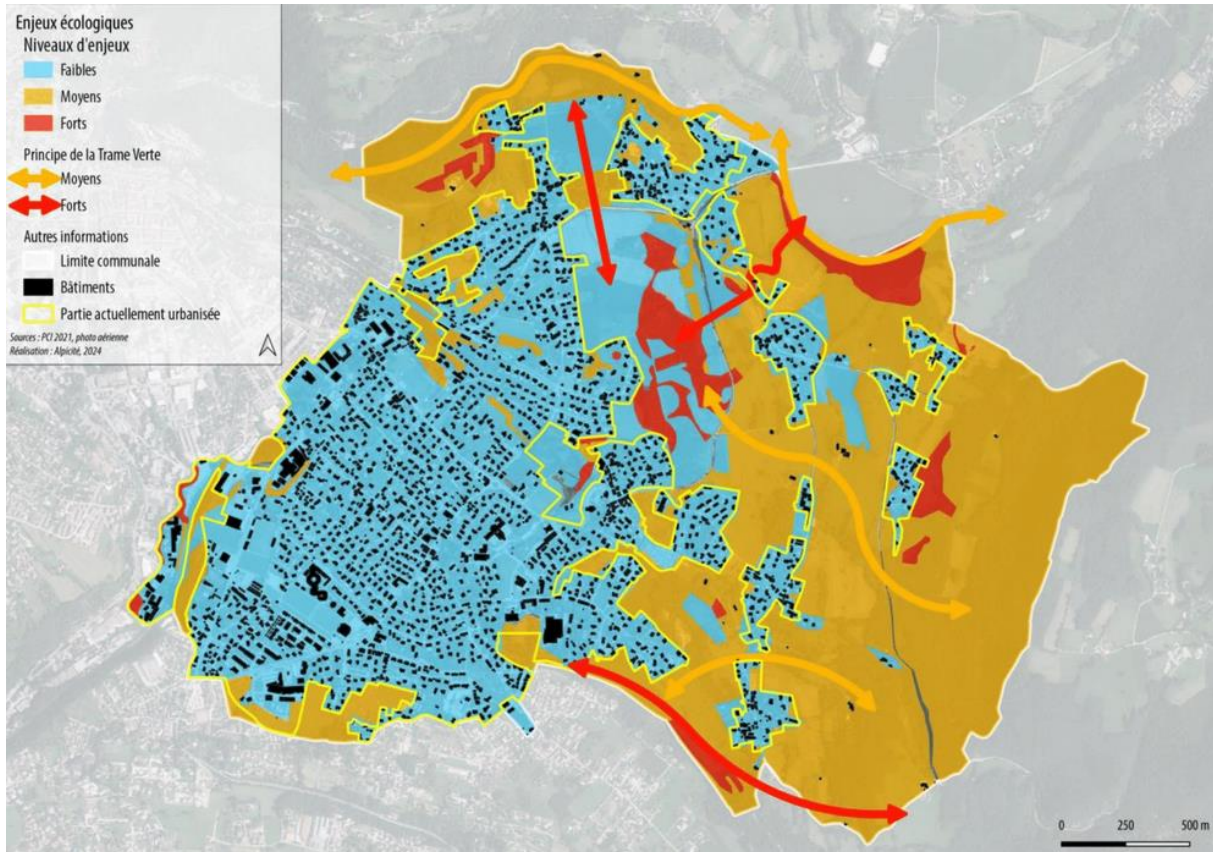 Enjeux écologiques
Niveaux d'enjeux
Faibles
Moyens
Forts
Principe de la Trame Verte
Moyens
Forts
Autres informations
Limite communale
Bâtiments
Partie actuellement urbanisée
Sources : PCI 2021, photo aérienne
Réalisation : Alpicité, 2024
0 250 500 m